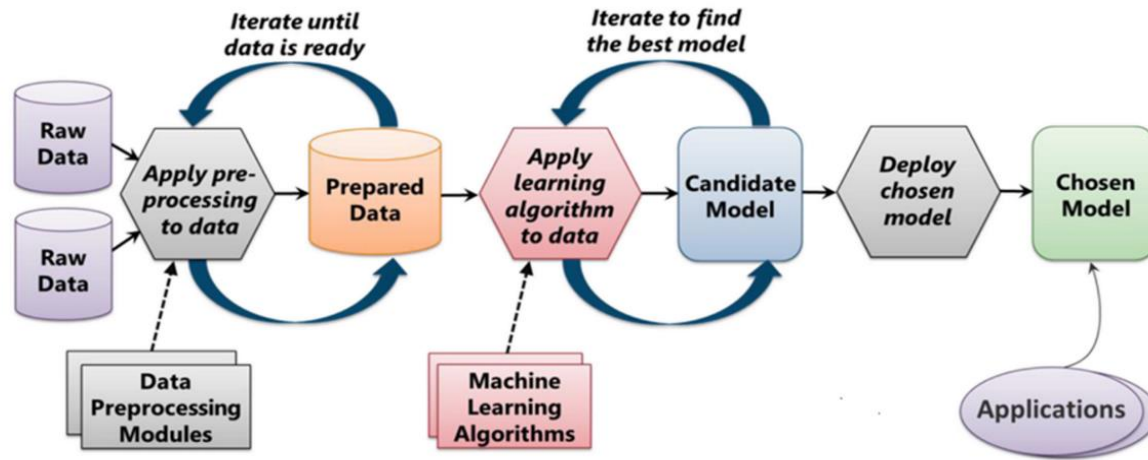 Iterate until
data is ready
Iterate to find
the best model
Raw
Data
Raw
Data
Apply pre-
processing
to data
Prepared
Data
Apply
learning
algorithm
to data
Candidate
Model
Deploy
chosen
model
Chosen
Model
Data
Preprocessing
Modules
Machine
Learning
Algorithms
Applications